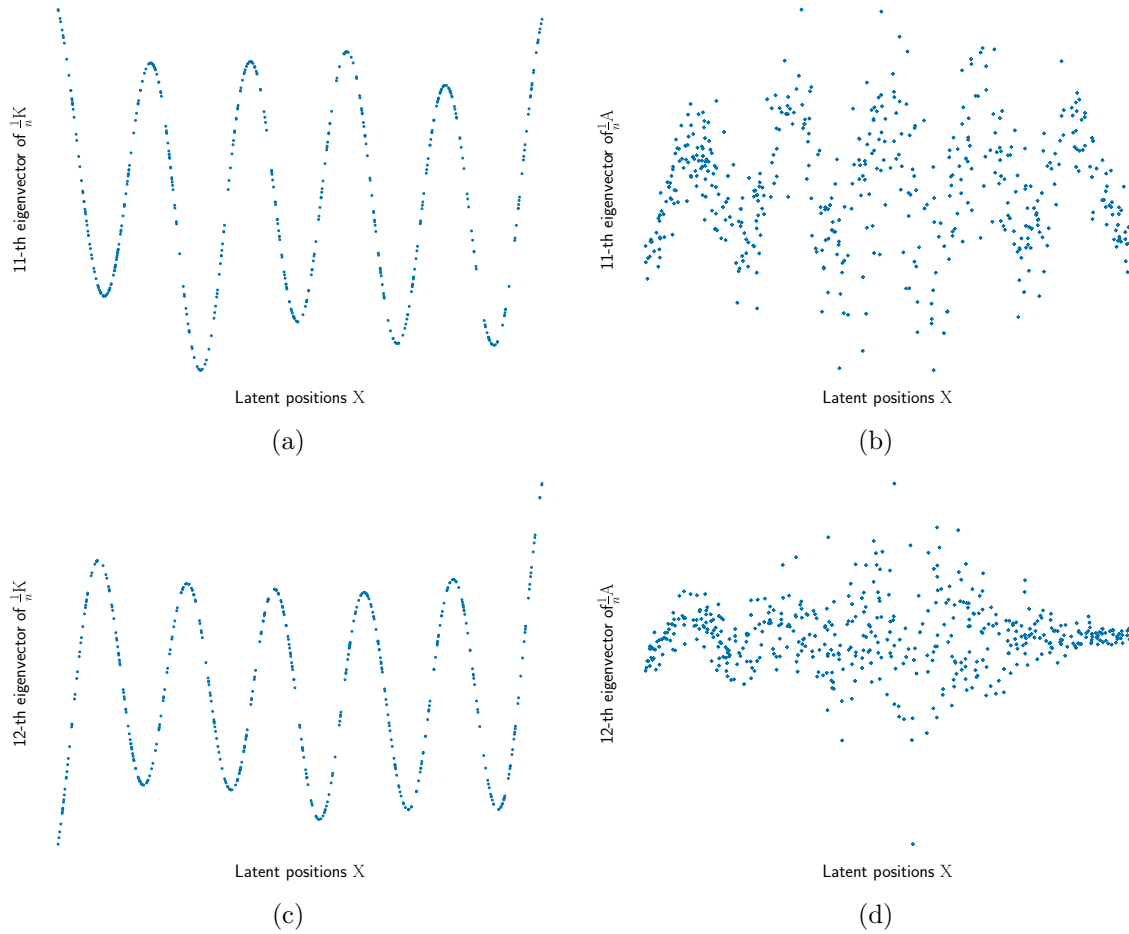 11-th eigenvector of 1/n K
11-th eigenvector of 1/n A
Latent positions X
Latent positions X
(a)
(b)
12-th eigenvector of 1/n K
12-th eigenvector of 1/n A
Latent positions X
Latent positions X
(c)
(d)